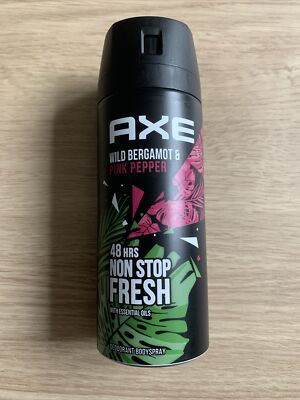 AXE
WILD BERGAMOT &
PINK PEPPER
48 HRS
NON STOP
FRESH
WITH ESSENTIAL OILS
DEODORANT BODYSPRAY